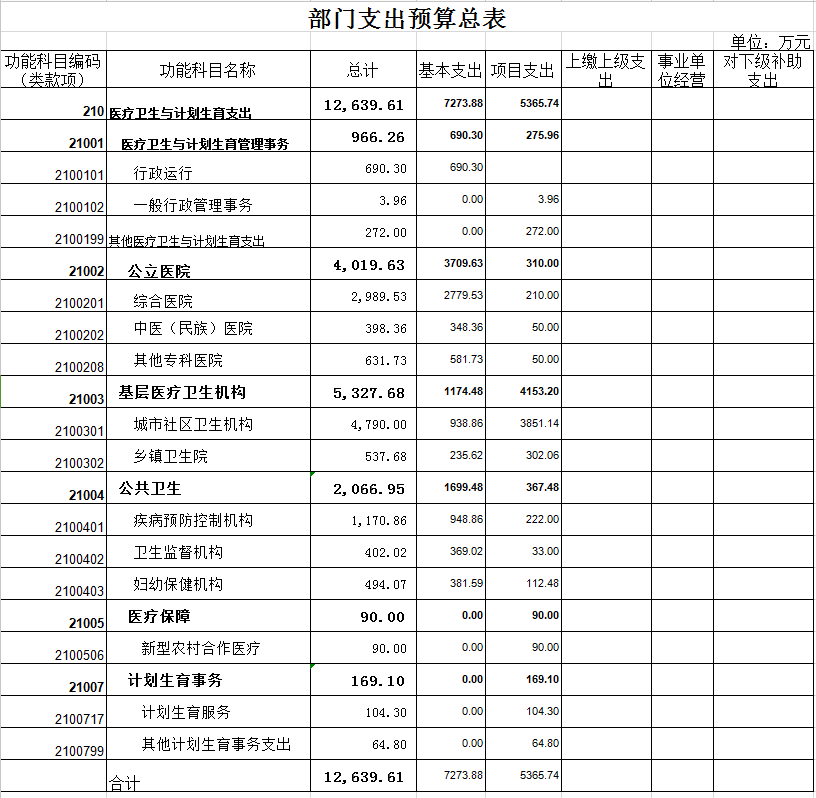 部门支出预算总表
单位：万元
功能科目编码（类款项） 功能科目名称 总计 基本支出 项目支出 上缴上级支出 事业单位经营 对下级补助支出
210 医疗卫生与计划生育支出 12,639.61 7273.88 5365.74
21001 医疗卫生与计划生育管理事务 966.26 690.30 275.96
2100101 行政运行 690.30 690.30
2100102 一般行政管理事务 3.96 0.00 3.96
2100199 其他医疗卫生与计划生育支出 272.00 0.00 272.00
21002 公立医院 4,019.63 3709.63 310.00
2100201 综合医院 2,989.53 2779.53 210.00
2100202 中医（民族）医院 398.36 348.36 50.00
2100208 其他专科医院 631.73 581.73 50.00
21003 基层医疗卫生机构 5,327.68 1174.48 4153.20
2100301 城市社区卫生机构 4,790.00 938.86 3851.14
2100302 乡镇卫生院 537.68 235.62 302.06
21004 公共卫生 2,066.95 1699.48 367.48
2100401 疾病预防控制机构 1,170.86 948.86 222.00
2100402 卫生监督机构 402.02 369.02 33.00
2100403 妇幼保健机构 494.07 381.59 112.48
21005 医疗保障 90.00 0.00 90.00
2100506 新型农村合作医疗 90.00 0.00 90.00
21007 计划生育事务 169.10 0.00 169.10
2100717 计划生育服务 104.30 0.00 104.30
2100799 其他计划生育事务支出 64.80 0.00 64.80
合计 12,639.61 7273.88 5365.74